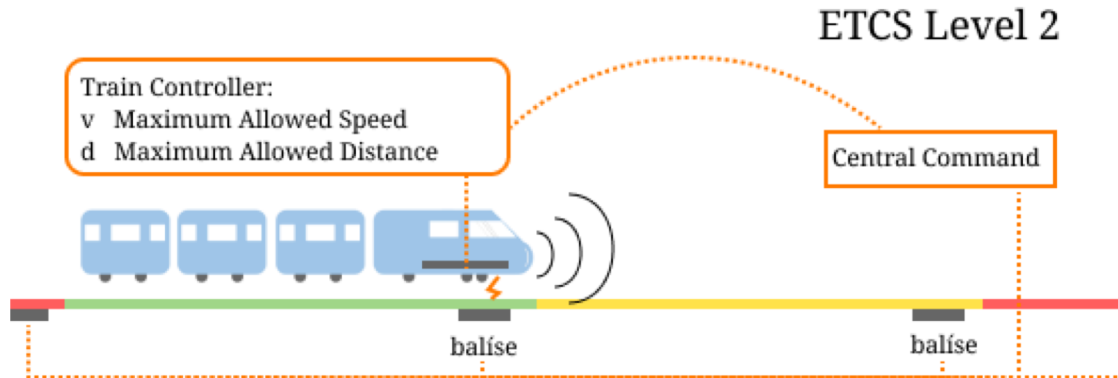 ETCS Level 2
Train Controller:
v Maximum Allowed Speed
d Maximum Allowed Distance
Central Command
balíse
balíse